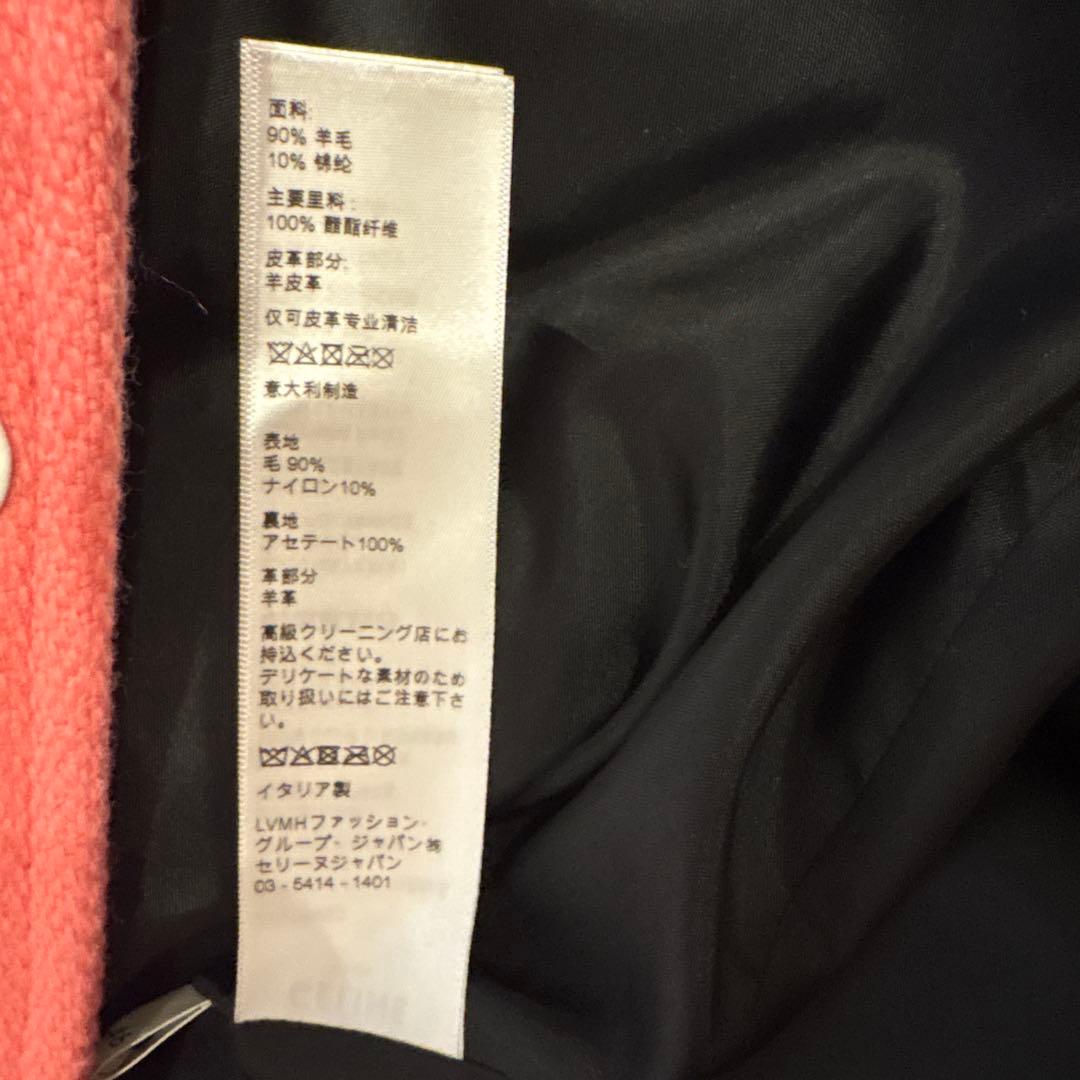 面料:
90% 羊毛
10% 锦纶
主要里料:
100% 醋酯纤维
皮革部分:
羊皮革
仅可皮革专业清洁
意大利制造
表地
毛 90%
ナイロン10%
裏地
アセテート100%
革部分
羊革
高級クリーニング店にお
持込ください。
デリケートな素材のため
取り扱いにはご注意下さ
い。
イタリア製
LVMHファッション・
グループ・ジャパン㈱
セリーヌジャパン
03 - 5414 - 1401